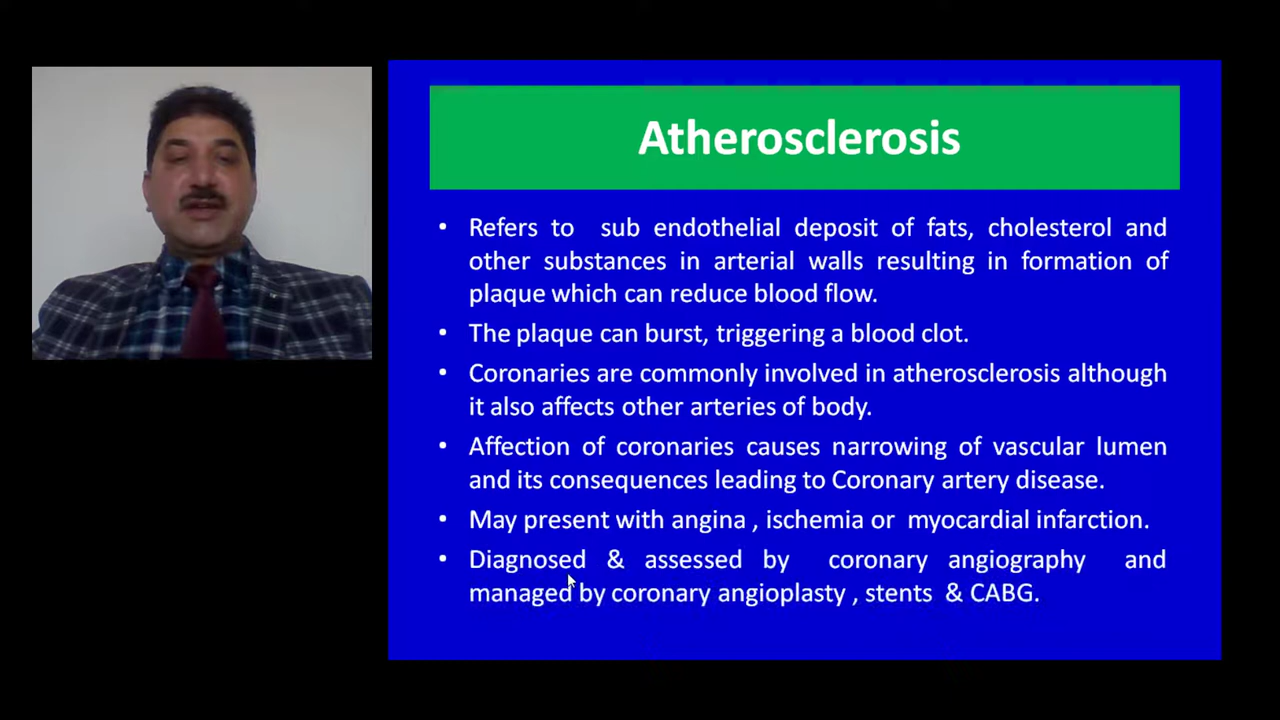 Atherosclerosis
• Refers to sub endothelial deposit of fats, cholesterol and
other substances in arterial walls resulting in formation of
plaque which can reduce blood flow.
• The plaque can burst, triggering a blood clot.
• Coronaries are commonly involved in atherosclerosis although
it also affects other arteries of body.
• Affection of coronaries causes narrowing of vascular lumen
and its consequences leading to Coronary artery disease.
• May present with angina , ischemia or myocardial infarction.
• Diagnosed & assessed by coronary angiography and
managed by coronary angioplasty , stents & CABG.